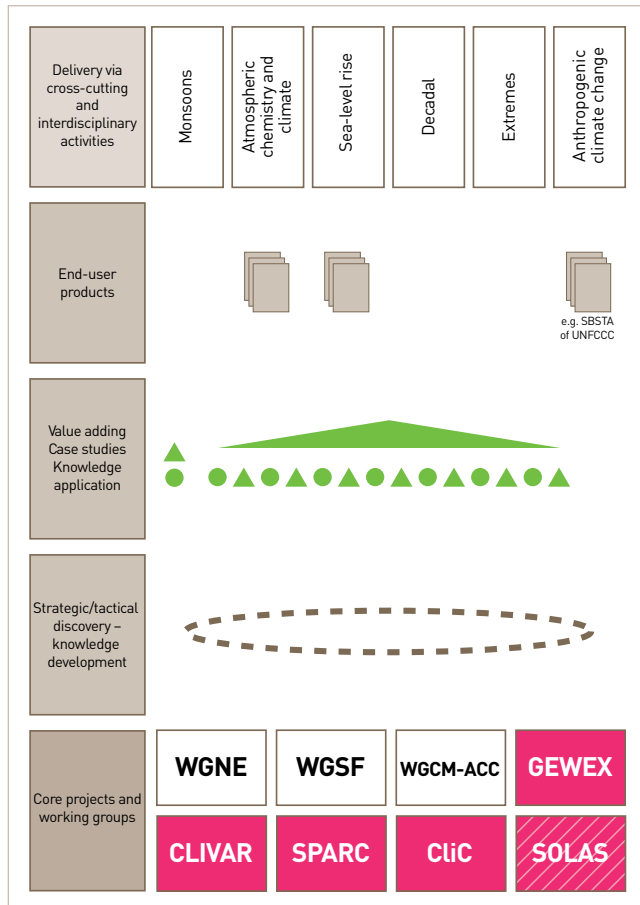 Delivery via
cross-cutting
and
interdisciplinary
activities
Monsoons
Atmospheric
chemistry and
climate
Sea-level rise
Decadal
Extremes
Anthropogenic
climate change
End-user
products
e.g. SBSTA
of UNFCCC
Value adding
Case studies
Knowledge
application
Strategic/tactical
discovery –
knowledge
development
Core projects and
working groups
WGNE
WGSF
WGCM-ACC
GEWEX
CLIVAR
SPARC
CliC
SOLAS